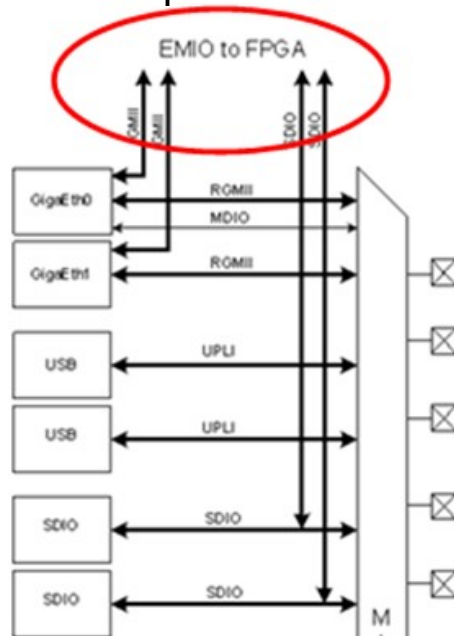 EMIO to FPGA
GMII
GMII
SDIO
SDIO
GigaEth0
RGMII
MDIO
GigaEth1
RGMII
USB
UPLI
USB
UPLI
SDIO
SDIO
SDIO
SDIO
M